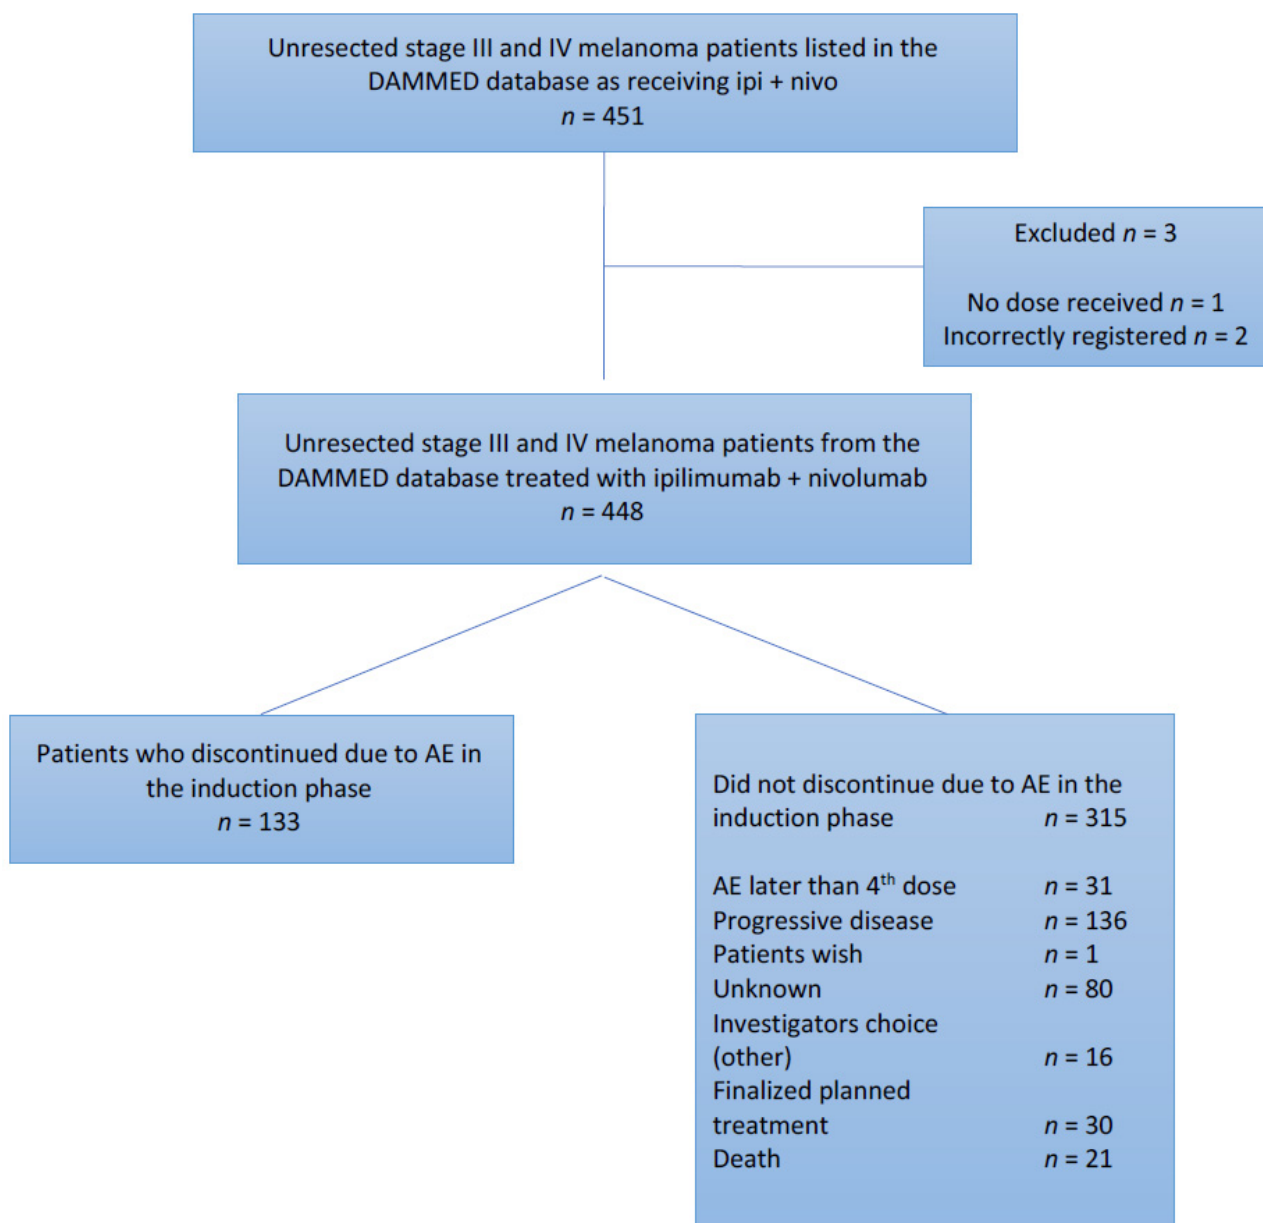 Unresected stage III and IV melanoma patients listed in the
DAMMED database as receiving ipi + nivo
n = 451
Excluded n = 3
No dose received n = 1
Incorrectly registered n = 2
Unresected stage III and IV melanoma patients from the
DAMMED database treated with ipilimumab + nivolumab
n = 448
Patients who discontinued due to AE in
the induction phase
n = 133
Did not discontinue due to AE in the
induction phase n = 315
AE later than 4th dose n = 31
Progressive disease n = 136
Patients wish n = 1
Unknown n = 80
Investigators choice
(other) n = 16
Finalized planned
treatment n = 30
Death n = 21